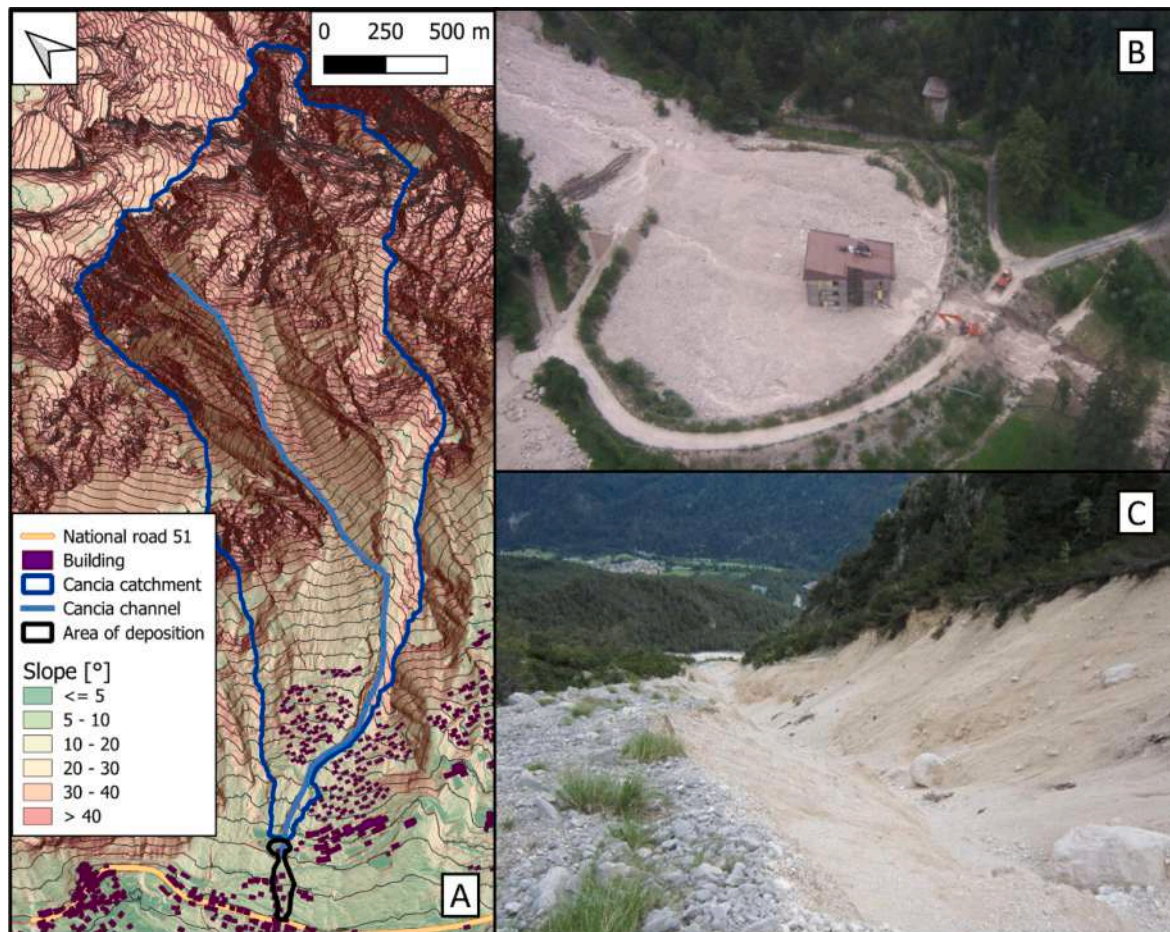 0 250 500 m
A
National road 51
Building
Cancia catchment
Cancia channel
Area of deposition
Slope [°]
<= 5
5 - 10
10 - 20
20 - 30
30 - 40
> 40
B
C